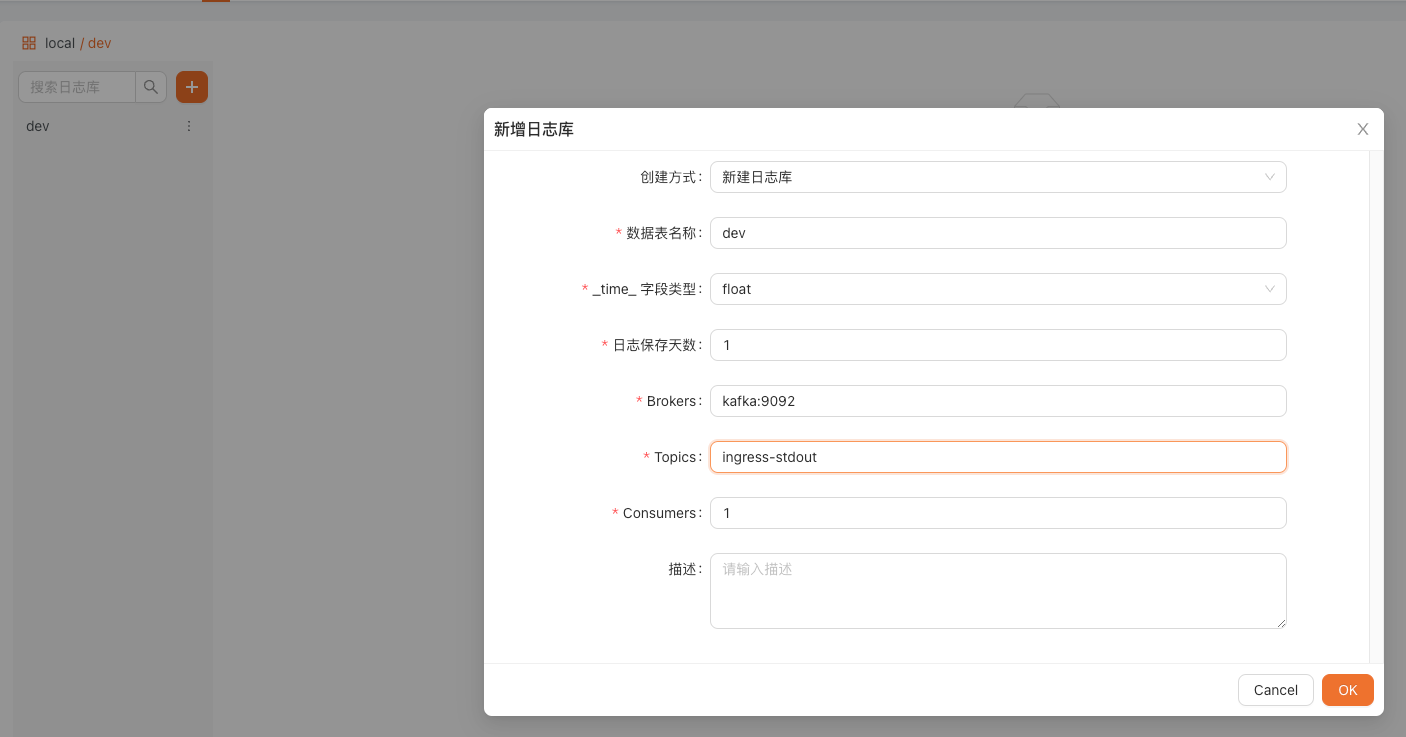 local / dev
搜索日志库
dev
新增日志库
创建方式: 新建日志库
* 数据表名称: dev
* _time_ 字段类型: float
* 日志保存天数: 1
* Brokers: kafka:9092
* Topics: ingress-stdout
* Consumers: 1
描述: 请输入描述
Cancel OK